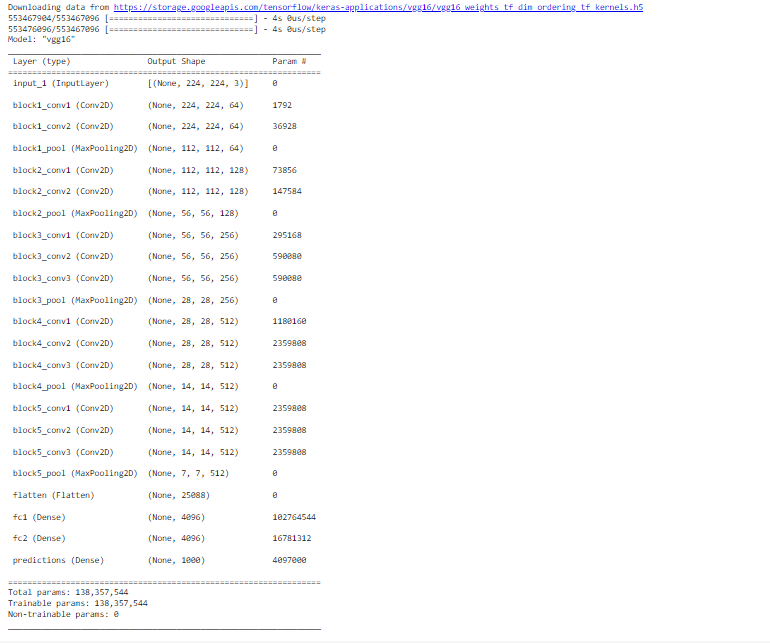 Downloading data from https://storage.googleapis.com/tensorflow/keras-applications/vgg16/vgg16_weights_tf_dim_ordering_tf_kernels.h5
553467904/553467096 [==============================] - 4s 0us/step
553476096/553467096 [==============================] - 4s 0us/step
Model: "vgg16"
Layer (type) Output Shape Param #
input_1 (InputLayer) [(None, 224, 224, 3)] 0
block1_conv1 (Conv2D) (None, 224, 224, 64) 1792
block1_conv2 (Conv2D) (None, 224, 224, 64) 36928
block1_pool (MaxPooling2D) (None, 112, 112, 64) 0
block2_conv1 (Conv2D) (None, 112, 112, 128) 73856
block2_conv2 (Conv2D) (None, 112, 112, 128) 147584
block2_pool (MaxPooling2D) (None, 56, 56, 128) 0
block3_conv1 (Conv2D) (None, 56, 56, 256) 295168
block3_conv2 (Conv2D) (None, 56, 56, 256) 590080
block3_conv3 (Conv2D) (None, 56, 56, 256) 590080
block3_pool (MaxPooling2D) (None, 28, 28, 256) 0
block4_conv1 (Conv2D) (None, 28, 28, 512) 1180160
block4_conv2 (Conv2D) (None, 28, 28, 512) 2359808
block4_conv3 (Conv2D) (None, 28, 28, 512) 2359808
block4_pool (MaxPooling2D) (None, 14, 14, 512) 0
block5_conv1 (Conv2D) (None, 14, 14, 512) 2359808
block5_conv2 (Conv2D) (None, 14, 14, 512) 2359808
block5_conv3 (Conv2D) (None, 14, 14, 512) 2359808
block5_pool (MaxPooling2D) (None, 7, 7, 512) 0
flatten (Flatten) (None, 25088) 0
fc1 (Dense) (None, 4096) 102764544
fc2 (Dense) (None, 4096) 16781312
predictions (Dense) (None, 1000) 4097000
Total params: 138,357,544
Trainable params: 138,357,544
Non-trainable params: 0